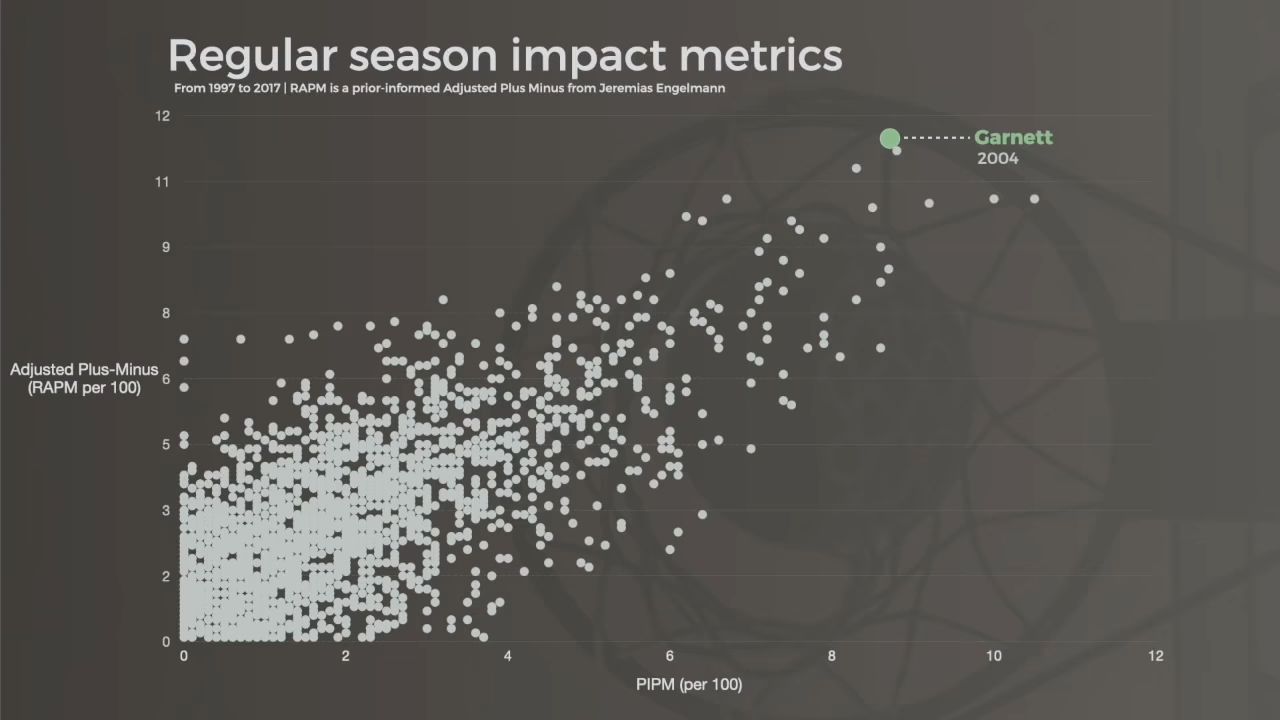 Regular season impact metrics
From 1997 to 2017 | RAPM is a prior-informed Adjusted Plus Minus from Jeremias Engelmann
12
Garnett
2004
11
9
8
Adjusted Plus-Minus
(RAPM per 100)
6
5
3
2
0
0 2 4 6 8 10 12
PIPM (per 100)